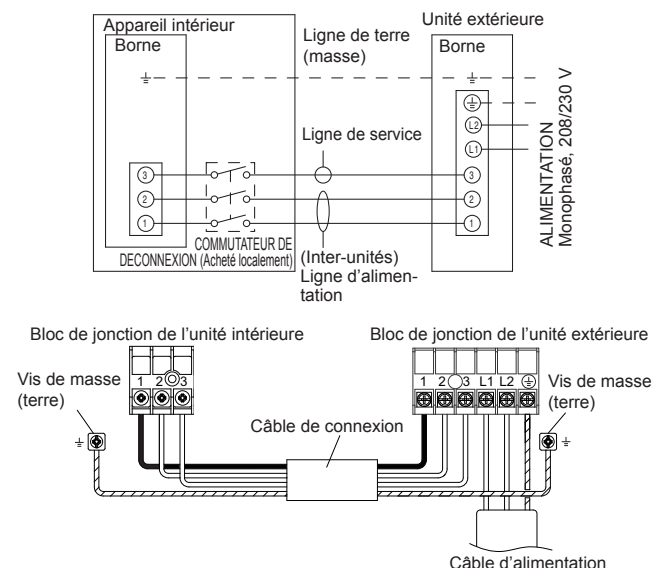 Appareil intérieur
Borne
Ligne de terre
(masse)
Unité extérieure
Borne
L2
L1
3
2
1
Ligne de service
3
2
1
ALIMENTATION
Monophasé, 208/230 V
COMMUTATEUR DE
DECONNEXION (Acheté localement)
(Inter-unités)
Ligne d'alimen-
tation
Bloc de jonction de l'unité intérieure
Bloc de jonction de l'unité extérieure
Vis de masse
(terre)
1 2 3
1 2 3 L1 L2
Vis de masse
(terre)
Câble de connexion
Câble d'alimentation